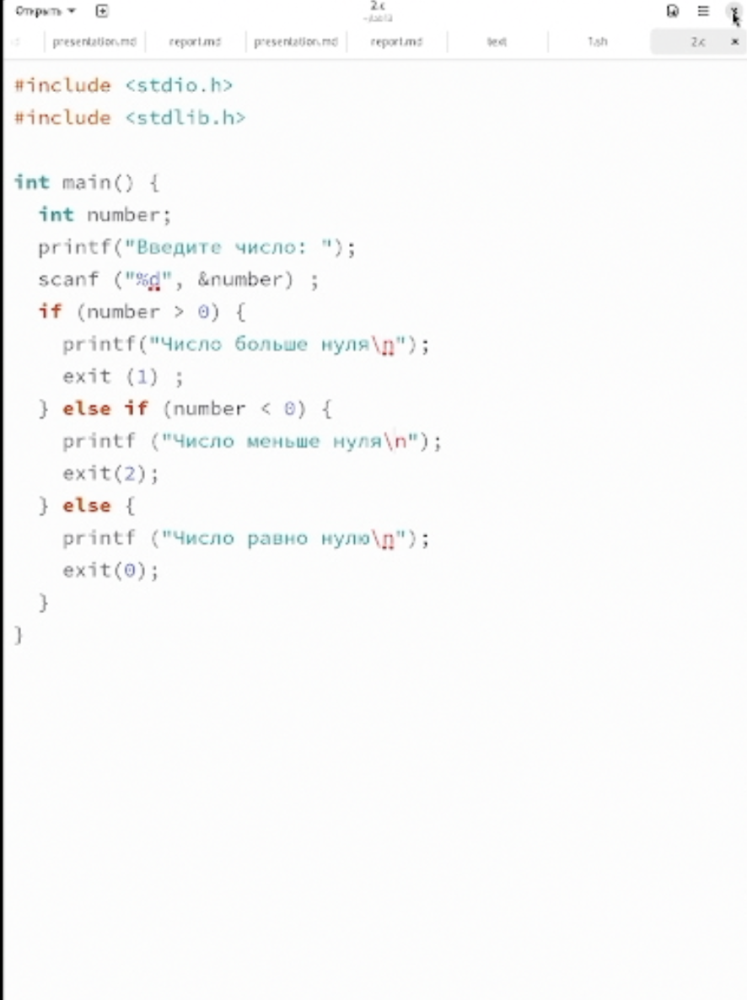 Открыть
2.c
~/lab13
presentation.md report.md presentation.md report.md text 1.sh 2.c
#include <stdio.h>
#include <stdlib.h>
int main() {
int number;
printf("Введите число: ");
scanf ("%d", &number) ;
if (number > 0) {
printf("Число больше нуля\n");
exit (1) ;
} else if (number < 0) {
printf ("Число меньше нуля\n");
exit(2);
} else {
printf ("Число равно нулю\n");
exit(0);
}
}